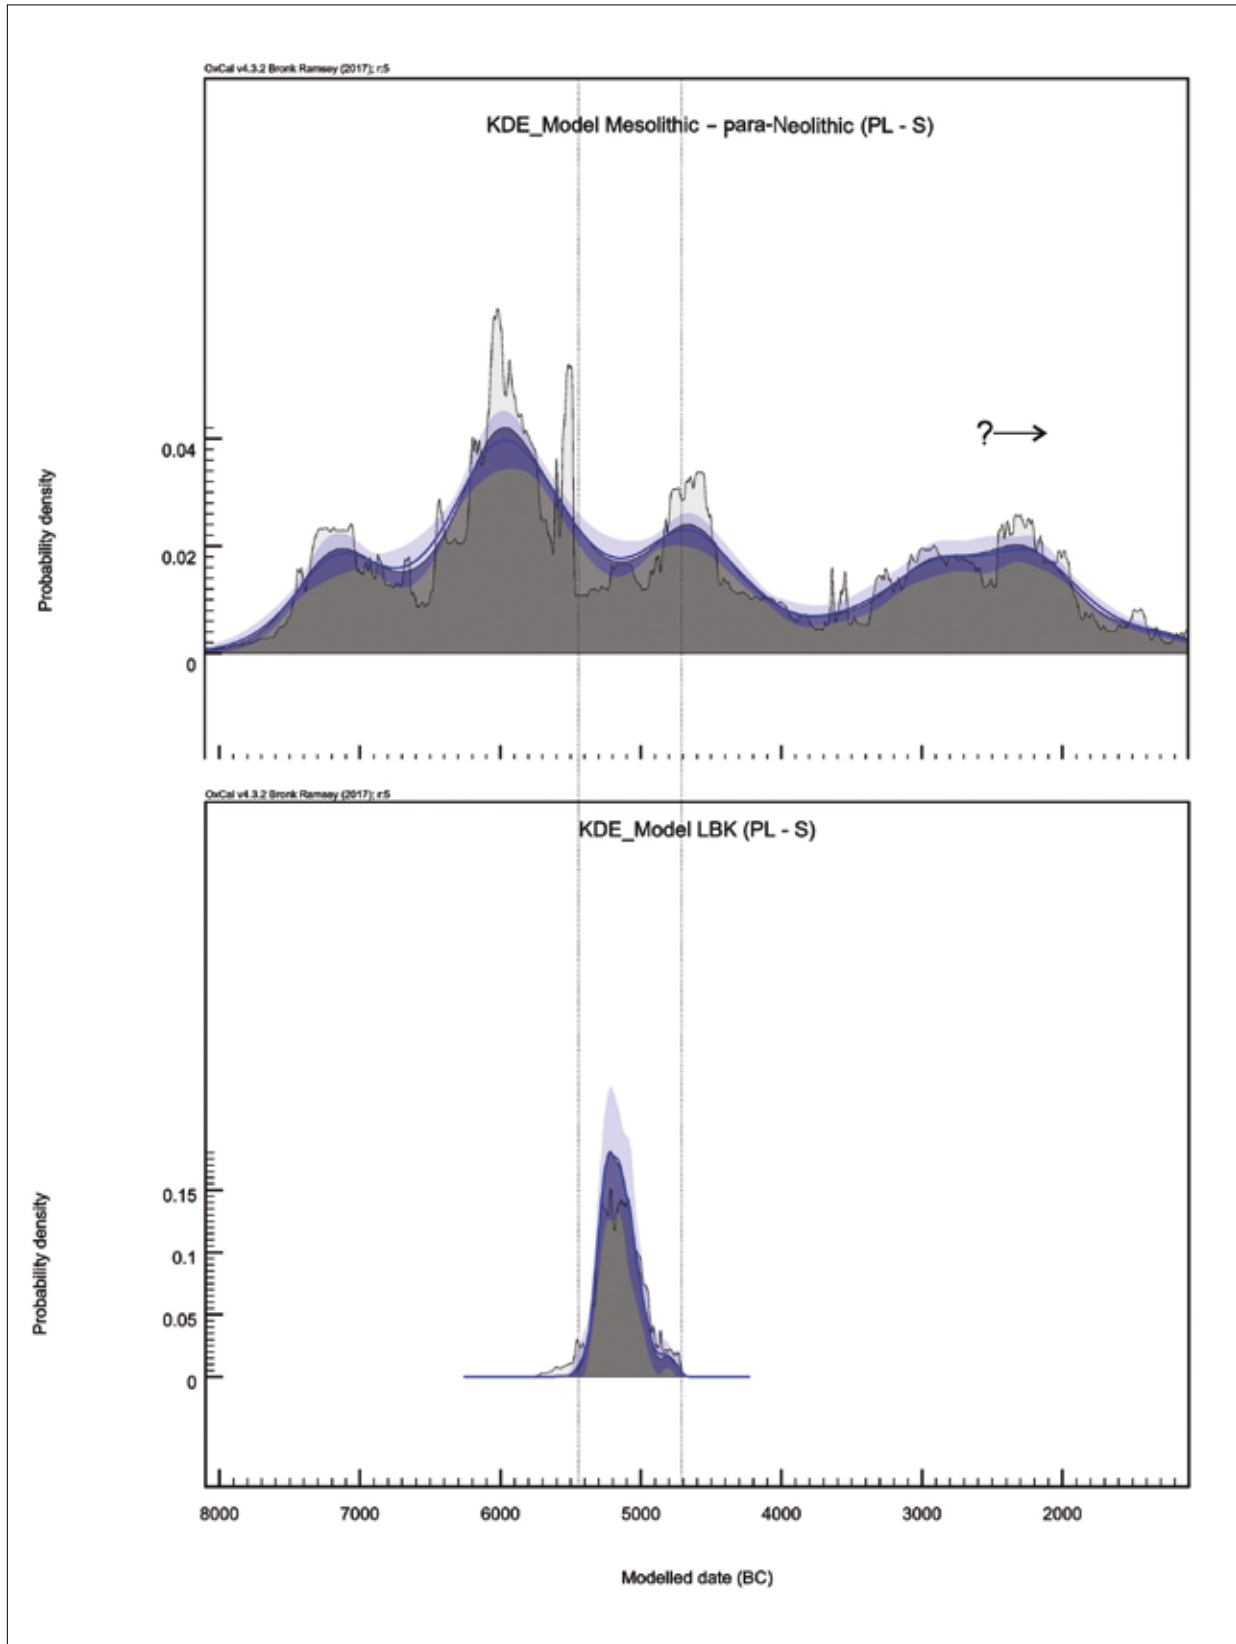 OxCal v4.3.2 Bronk Ramsey (2017); r:5
KDE_Model Mesolithic – para-Neolithic (PL - S)
?
0.04
0.02
0
Probability density
OxCal v4.3.2 Bronk Ramsey (2017); r:5
KDE_Model LBK (PL - S)
0.15
0.1
0.05
0
Probability density
8000 7000 6000 5000 4000 3000 2000
Modelled date (BC)